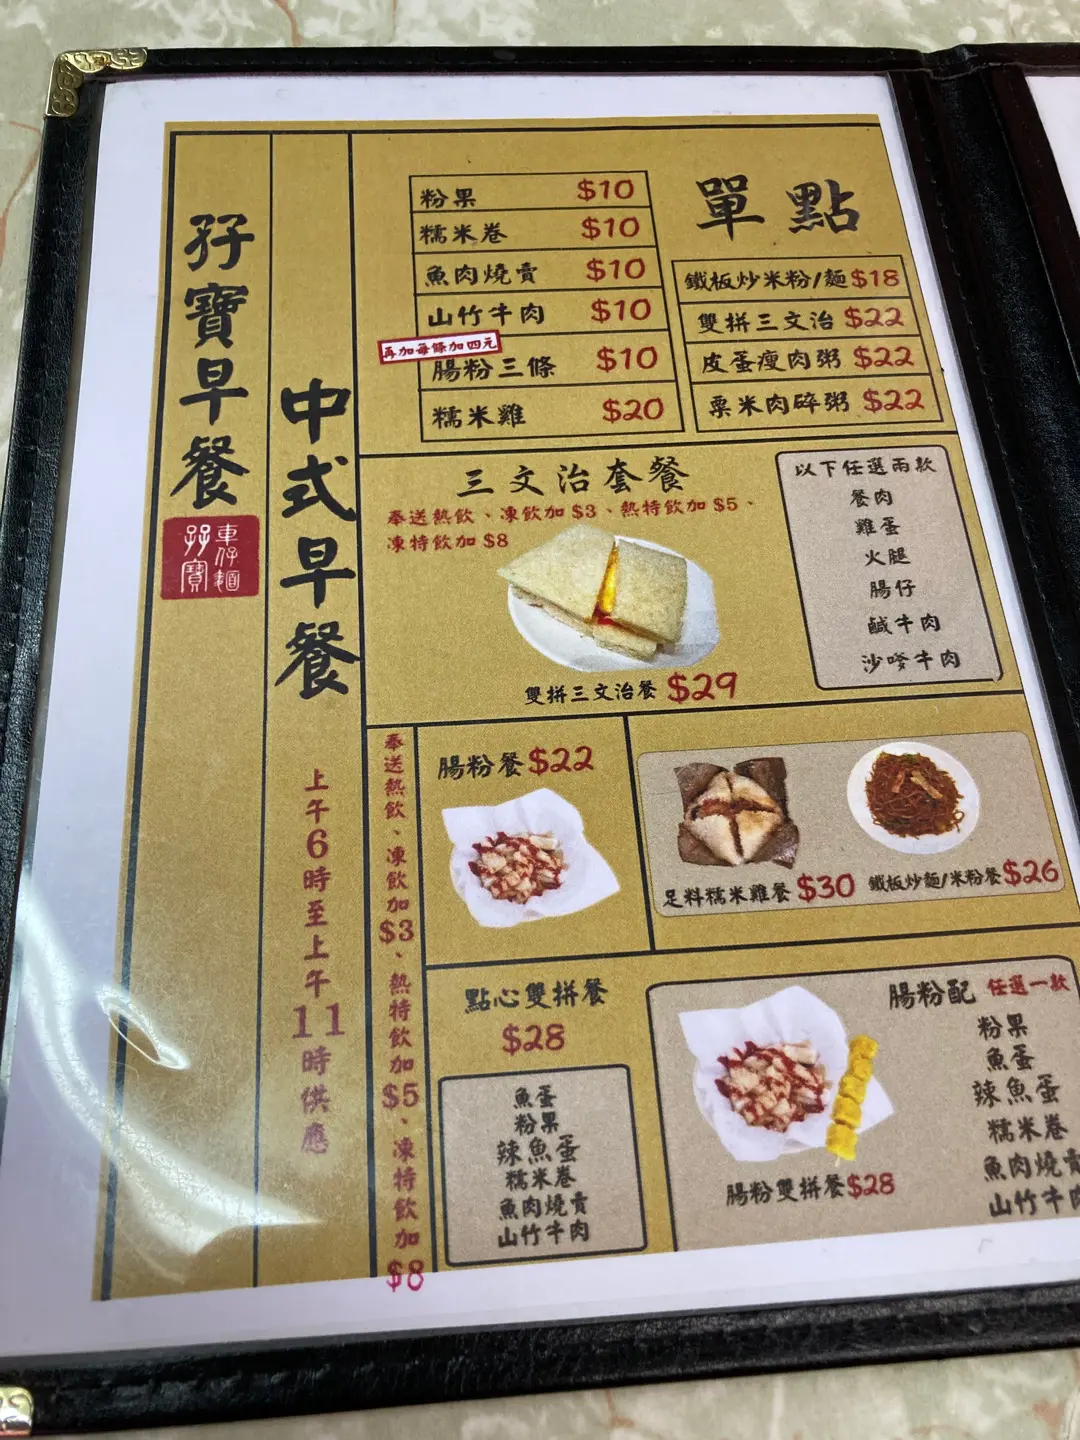 孖寶早餐
孖寶
車仔麵
中式早餐
上午6時至上午11時供應
單點
粉果 $10
糯米卷 $10
魚肉燒賣 $10
山竹牛肉 $10
再加每條加四元
腸粉三條 $10
糯米雞 $20
鐵板炒米粉/麵 $18
雙拼三文治 $22
皮蛋瘦肉粥 $22
粟米肉碎粥 $22
三文治套餐
奉送熱飲、凍飲加 $3、熱特飲加 $5、
凍特飲加 $8
雙拼三文治餐 $29
以下任選兩款
餐肉
雞蛋
火腿
腸仔
鹹牛肉
沙嗲牛肉
奉送熱飲、凍飲加$3、熱特飲加$5、凍特飲加$8
腸粉餐 $22
足料糯米雞餐 $30
鐵板炒麵/米粉餐 $26
點心雙拼餐
$28
魚蛋
粉果
辣魚蛋
糯米卷
魚肉燒賣
山竹牛肉
腸粉配 任選一款
粉果
魚蛋
辣魚蛋
糯米卷
魚肉燒賣
山竹牛肉
腸粉雙拼餐 $28